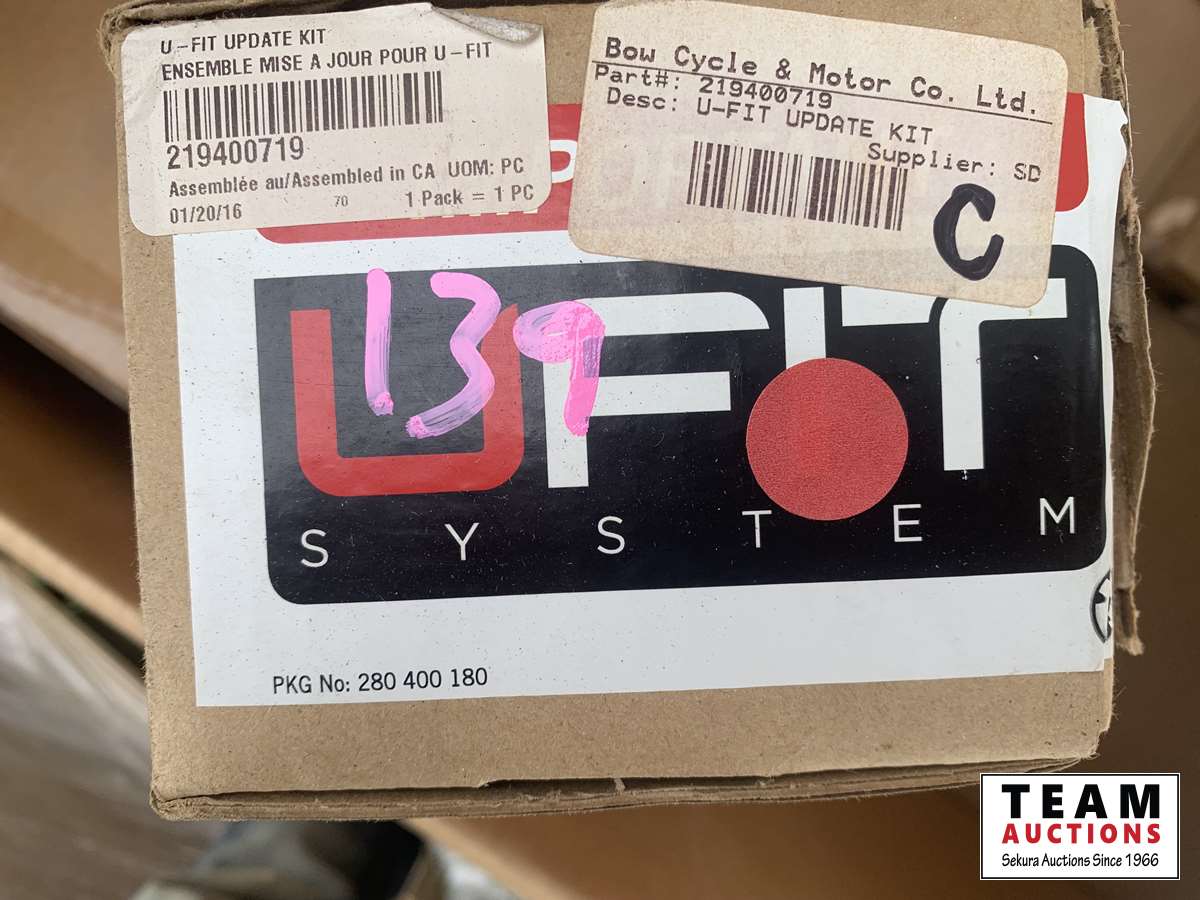 U-FIT UPDATE KIT
ENSEMBLE MISE A JOUR POUR U-FIT
219400719
Assemblée au/Assembled in CA UOM: PC
01/20/16 70 1 Pack = 1 PC
Bow Cycle & Motor Co. Ltd.
Part#: 219400719
Desc: U-FIT UPDATE KIT
Supplier: SD
C
139
UFIT
SYSTEM
PKG No: 280 400 180
TEAM
AUCTIONS
Sekura Auctions Since 1966